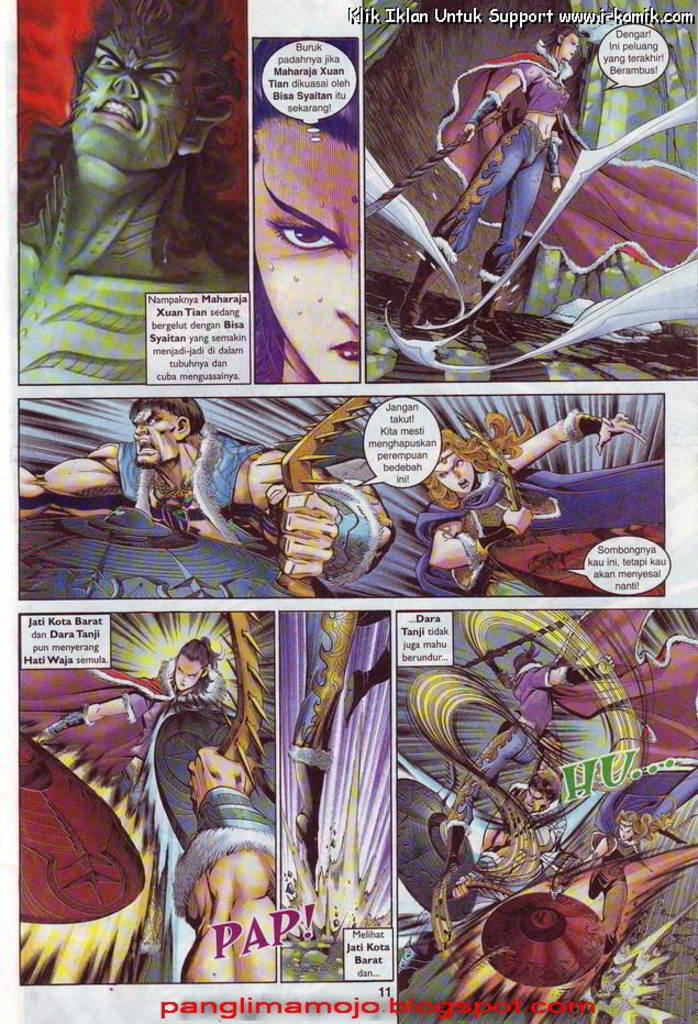 Klik Iklan Untuk Support www.i-kamik.com
Nampaknya Maharaja
Xuan Tian sedang
bergelut dengan Bisa
Syaitan yang semakin
menjadi-jadi di dalam
tubuhnya dan
cuba menguasainya.
Buruk
padahnya jika
Maharaja Xuan
Tian dikuasai oleh
Bisa Syaitan itu
sekarang!
Dengar!
Ini peluang
yang terakhir!
Berambus!
Jangan
takut!
Kita mesti
menghapuskan
perempuan
bedebah
ini!
Sombongnya
kau ini, tetapi kau
akan menyesal
nanti!
Jati Kota Barat
dan Dara Tanji
pun menyerang
Hati Waja semula.
PAP!
Melihat
Jati Kota
Barat
dan...
...Dara
Tanji tidak
juga mahu
berundur...
HU...
11
panglimamojo.blogspot.com